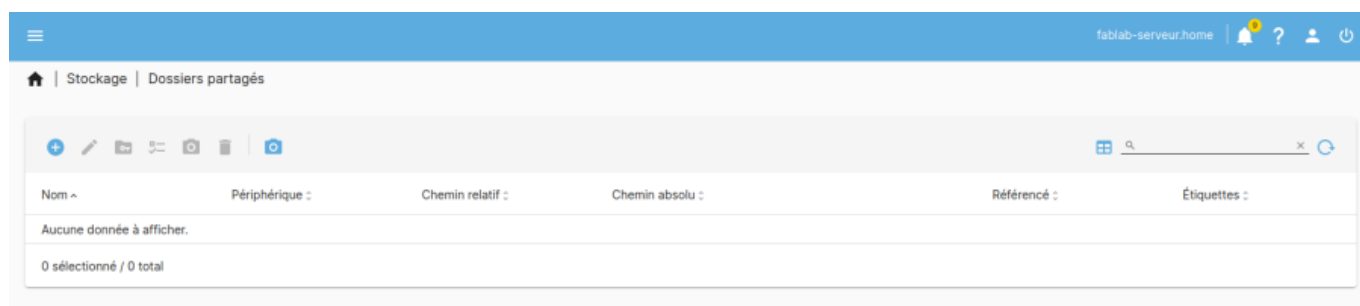 fablab-serveur.home
9
Stockage | Dossiers partagés
Nom Périphérique Chemin relatif Chemin absolu Référencé Étiquettes
Aucune donnée à afficher.
0 sélectionné / 0 total